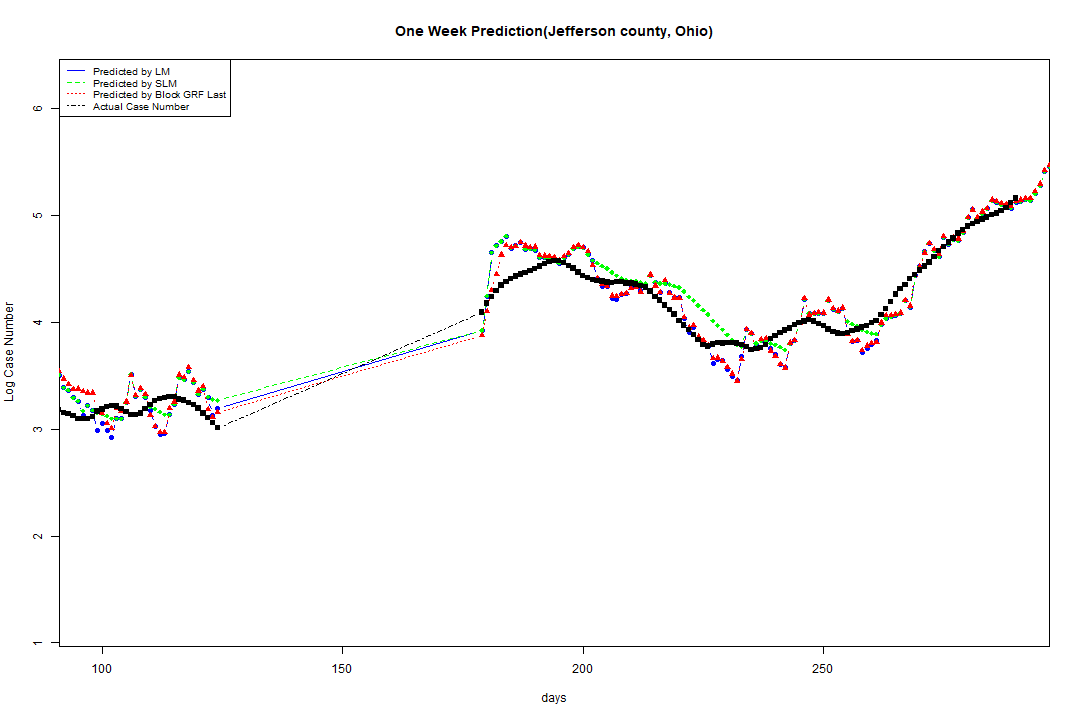 One Week Prediction(Jefferson county, Ohio)
Predicted by LM
Predicted by SLM
Predicted by Block GRF Last
Actual Case Number
6
5
4
3
2
1
Log Case Number
100 150 200 250
days